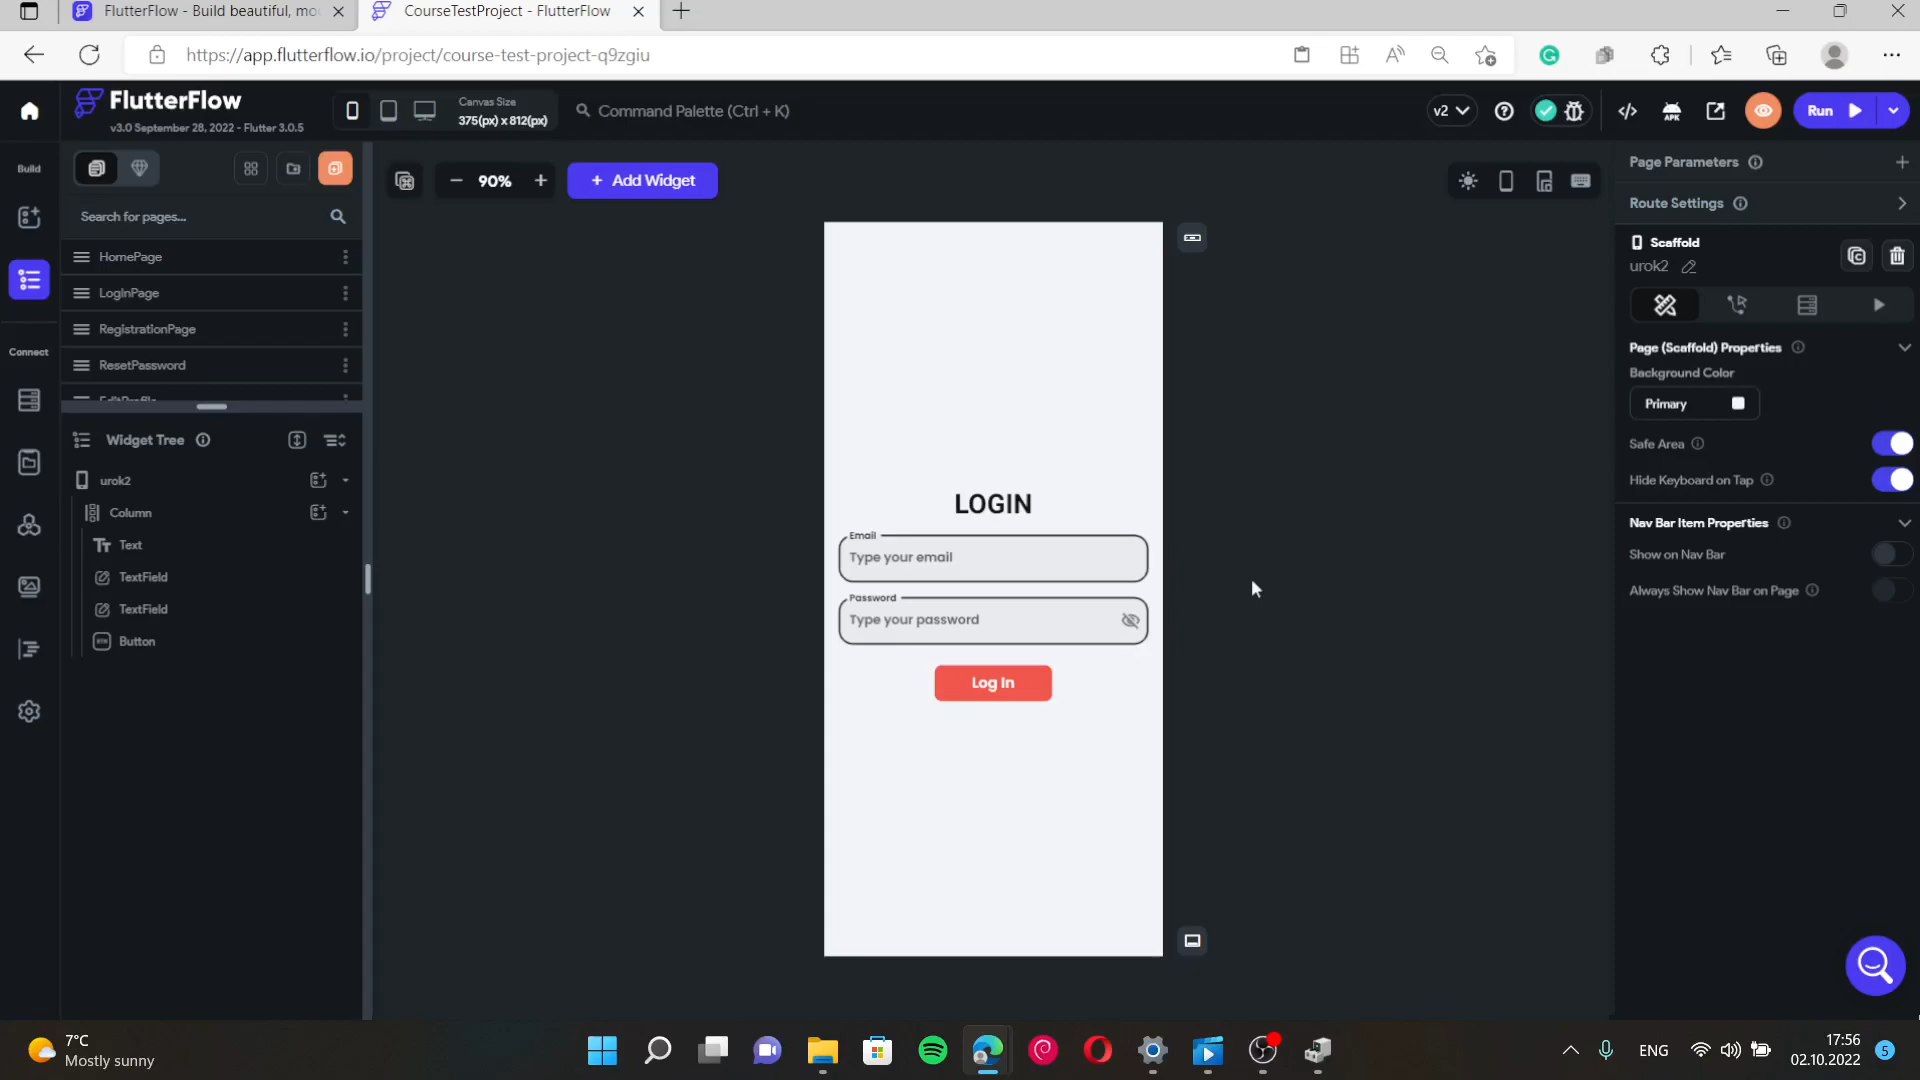 FlutterFlow - Build beautiful, mo
CourseTestProject - FlutterFlow
https://app.flutterflow.io/project/course-test-project-q9zgiu
FlutterFlow
v3.0 September 28, 2022 - Flutter 3.0.5
Canvas Size
375(px) x 812(px)
Command Palette (Ctrl + K)
v2
APK
Run
Build
90%
+ Add Widget
Page Parameters
Search for pages...
Route Settings
HomePage
Scaffold
urok2
LogInPage
RegistrationPage
Connect
ResetPassword
Page (Scaffold) Properties
Background Color
EditProfile
Primary
Widget Tree
Safe Area
urok2
Hide Keyboard on Tap
Column
LOGIN
Nav Bar Item Properties
Text
Email
Type your email
Show on Nav Bar
TextField
Always Show Nav Bar on Page
Password
TextField
Type your password
Button
Log In
7°C
Mostly sunny
ENG
17:56
02.10.2022
5